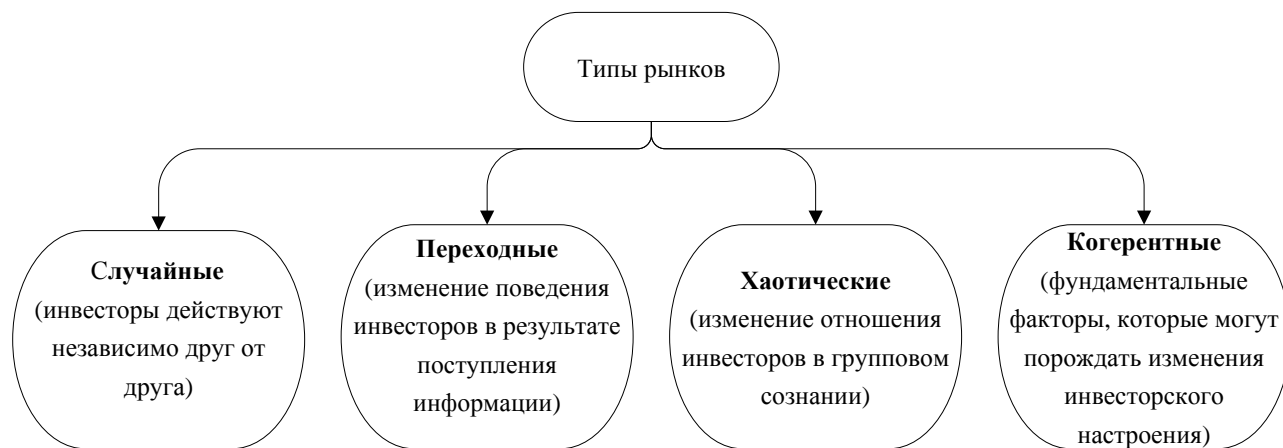 Типы рынков
Случайные
(инвесторы действуют
независимо друг от
друга)
Переходные
(изменение поведения
инвесторов в результате
поступления
информации)
Хаотические
(изменение отношения
инвесторов в групповом
сознании)
Когерентные
(фундаментальные
факторы, которые могут
порождать изменения
инвесторского
настроения)